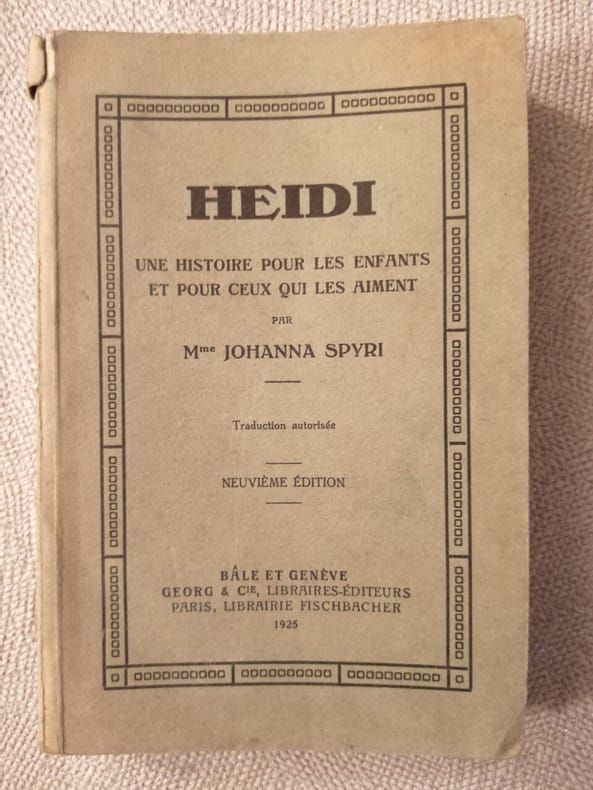 HEIDI
UNE HISTOIRE POUR LES ENFANTS
ET POUR CEUX QUI LES AIMENT
PAR
Mme JOHANNA SPYRI
Traduction autorisée
NEUVIÈME ÉDITION
BÂLE ET GENÈVE
GEORG & CIE, LIBRAIRES-ÉDITEURS
PARIS, LIBRAIRIE FISCHBACHER
1925